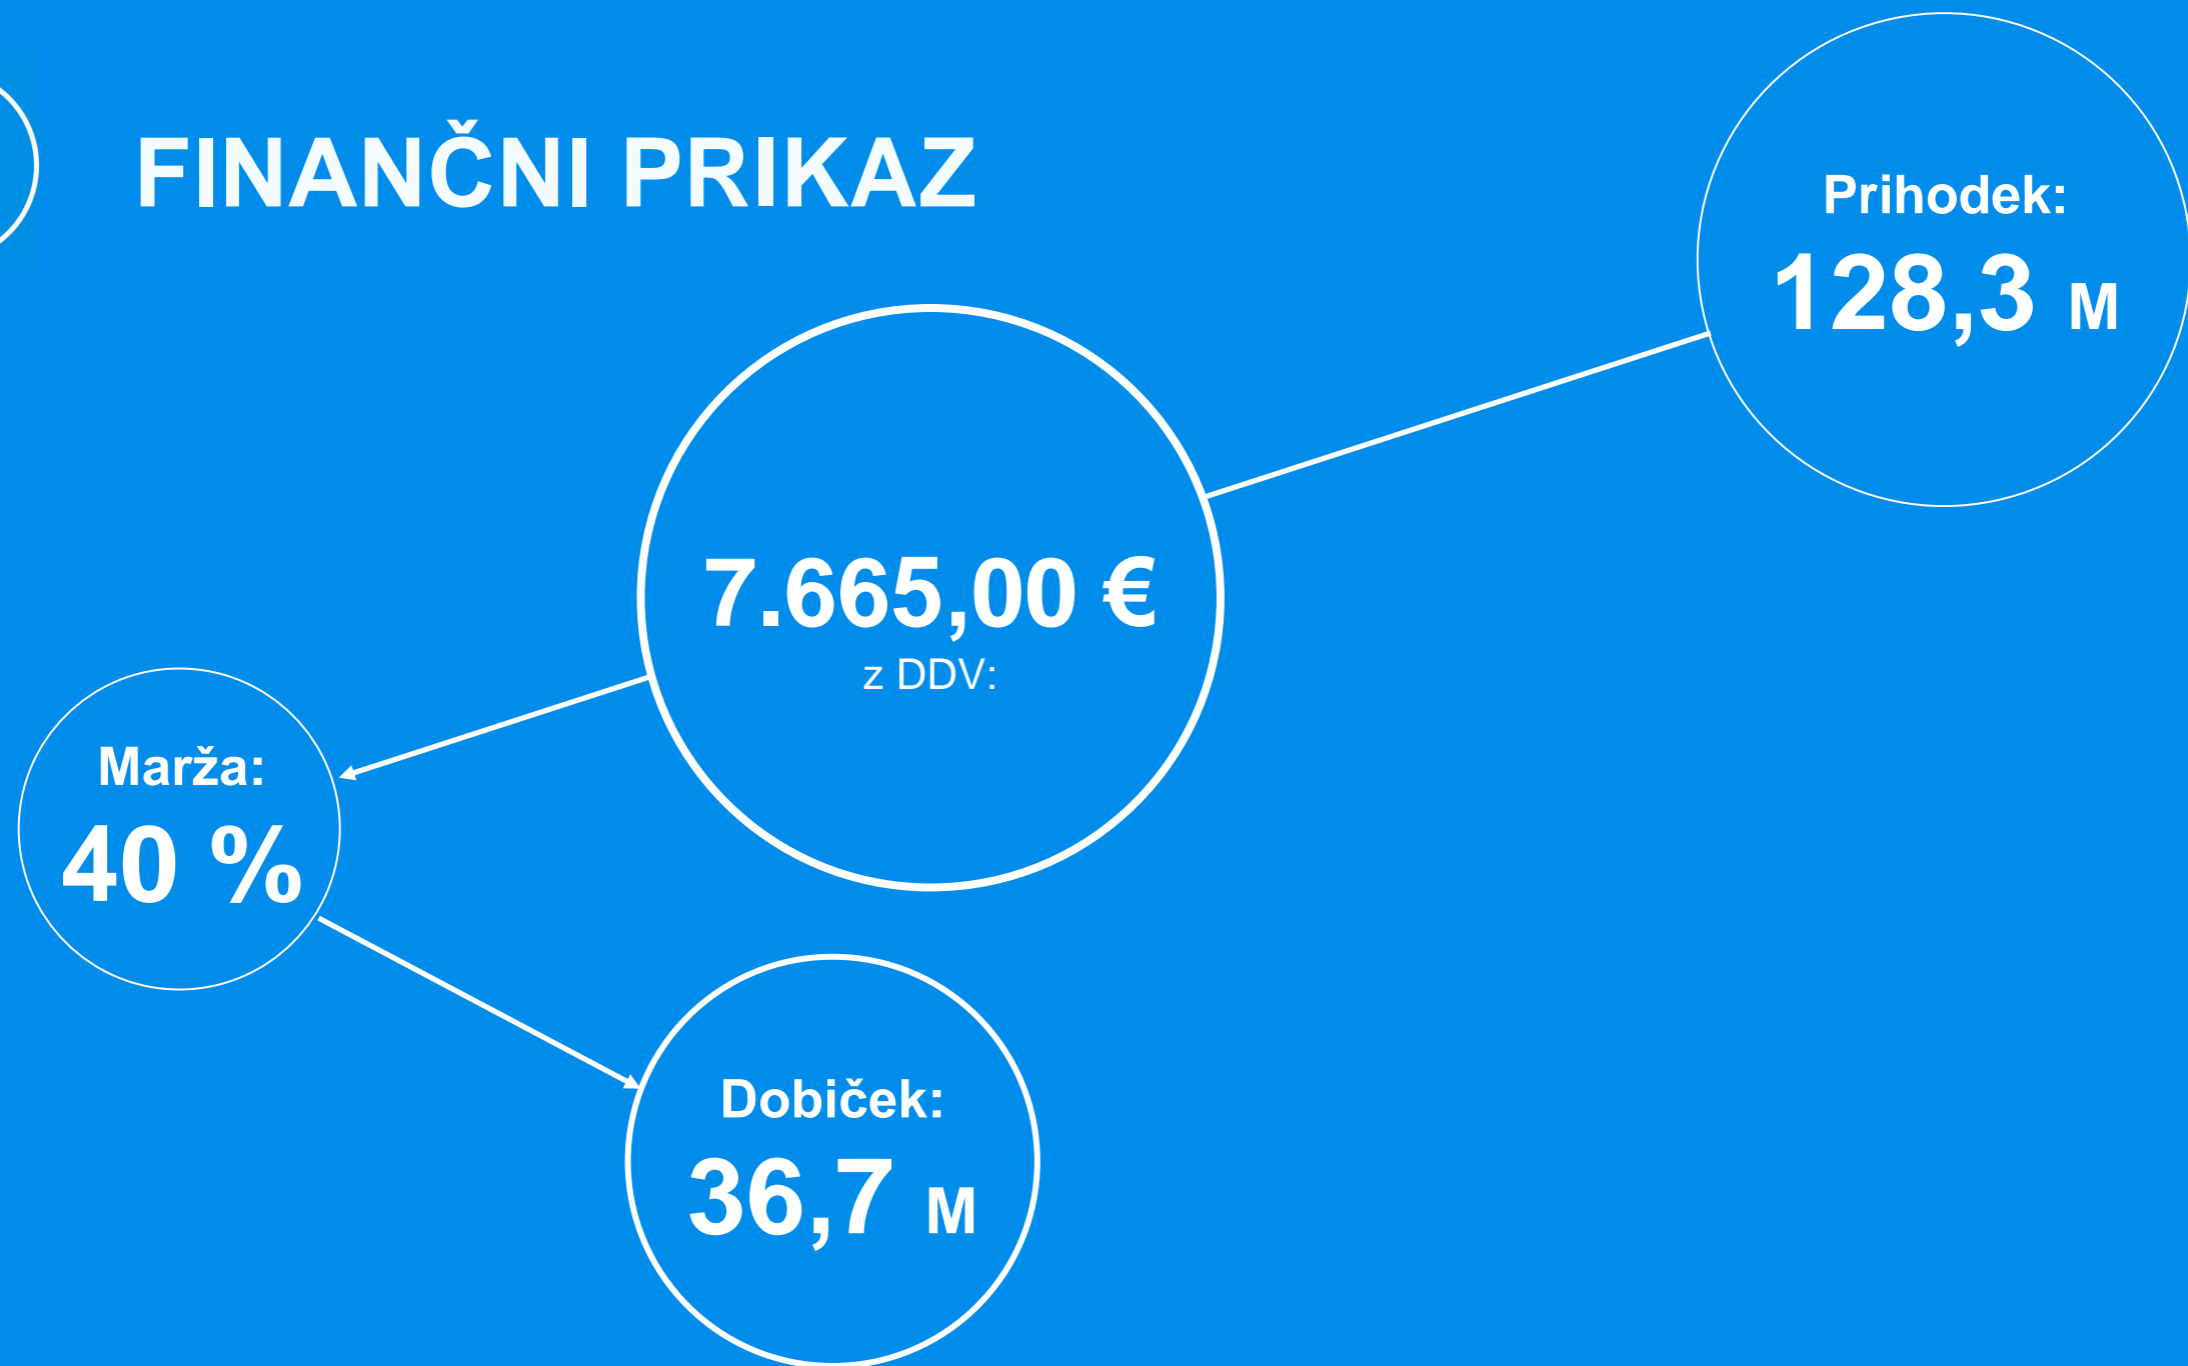 FINANČNI PRIKAZ
Prihodek:
128,3 M
7.665,00 €
z DDV:
Marža:
40 %
Dobiček:
36,7 M